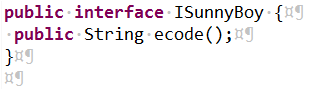 public interface ISunnyBoy {¤¶
·public·String·ecode();¤¶
}¤¶
¤¶